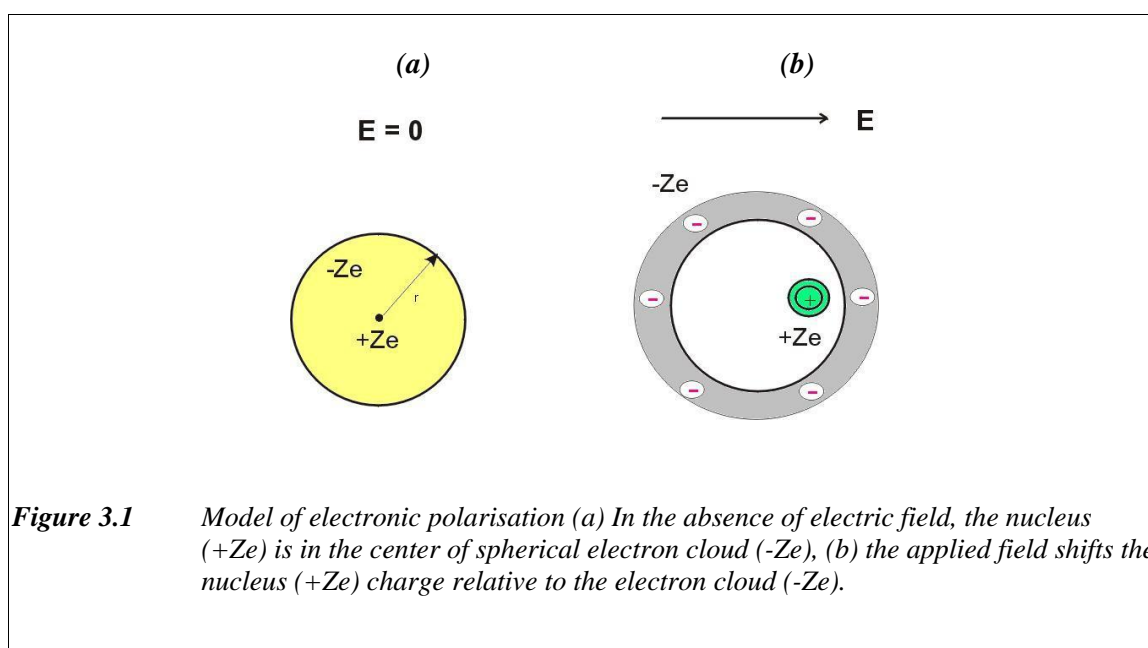 (a) (b)
E = 0
E
-Ze
-Ze
r
+Ze
+Ze
− − − − − −
+
Figure 3.1 Model of electronic polarisation (a) In the absence of electric field, the nucleus
(+Ze) is in the center of spherical electron cloud (-Ze), (b) the applied field shifts the
nucleus (+Ze) charge relative to the electron cloud (-Ze).